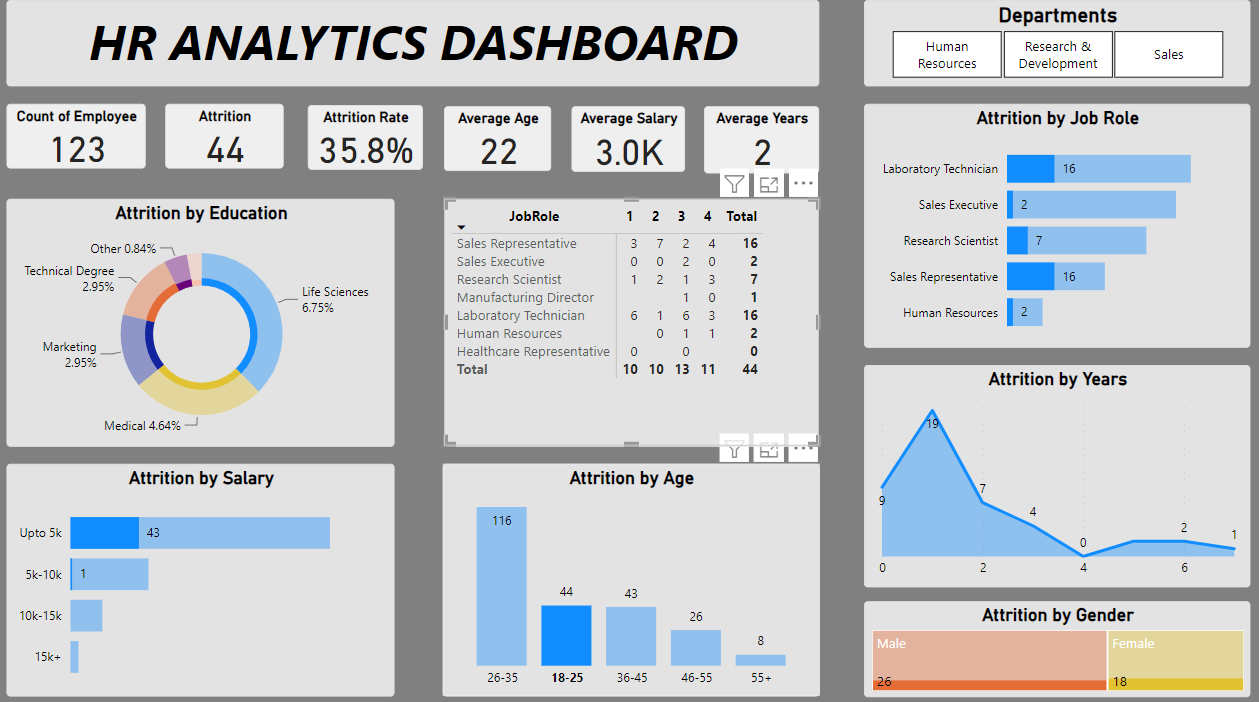 HR ANALYTICS DASHBOARD
Departments
Human
Resources
Research &
Development
Sales
Count of Employee
123
Attrition
44
Attrition Rate
35.8%
Average Age
22
Average Salary
3.0K
Average Years
2
Attrition by Education
Other 0.84%
Technical Degree
2.95%
Life Sciences
6.75%
Marketing
2.95%
Medical 4.64%
JobRole 1 2 3 4 Total
Sales Representative 3 7 2 4 16
Sales Executive 0 0 2 0 2
Research Scientist 1 2 1 3 7
Manufacturing Director 1 0 1
Laboratory Technician 6 1 6 3 16
Human Resources 0 1 1 2
Healthcare Representative 0 0 0
Total 10 10 13 11 44
Attrition by Job Role
Laboratory Technician 16
Sales Executive 2
Research Scientist 7
Sales Representative 16
Human Resources 2
Attrition by Salary
Upto 5k 43
5k-10k 1
10k-15k
15k+
Attrition by Age
116
44
43
26
8
26-35 18-25 36-45 46-55 55+
Attrition by Years
19
9
7
4
0
2
1
0 2 4 6
Attrition by Gender
Male Female
26 18